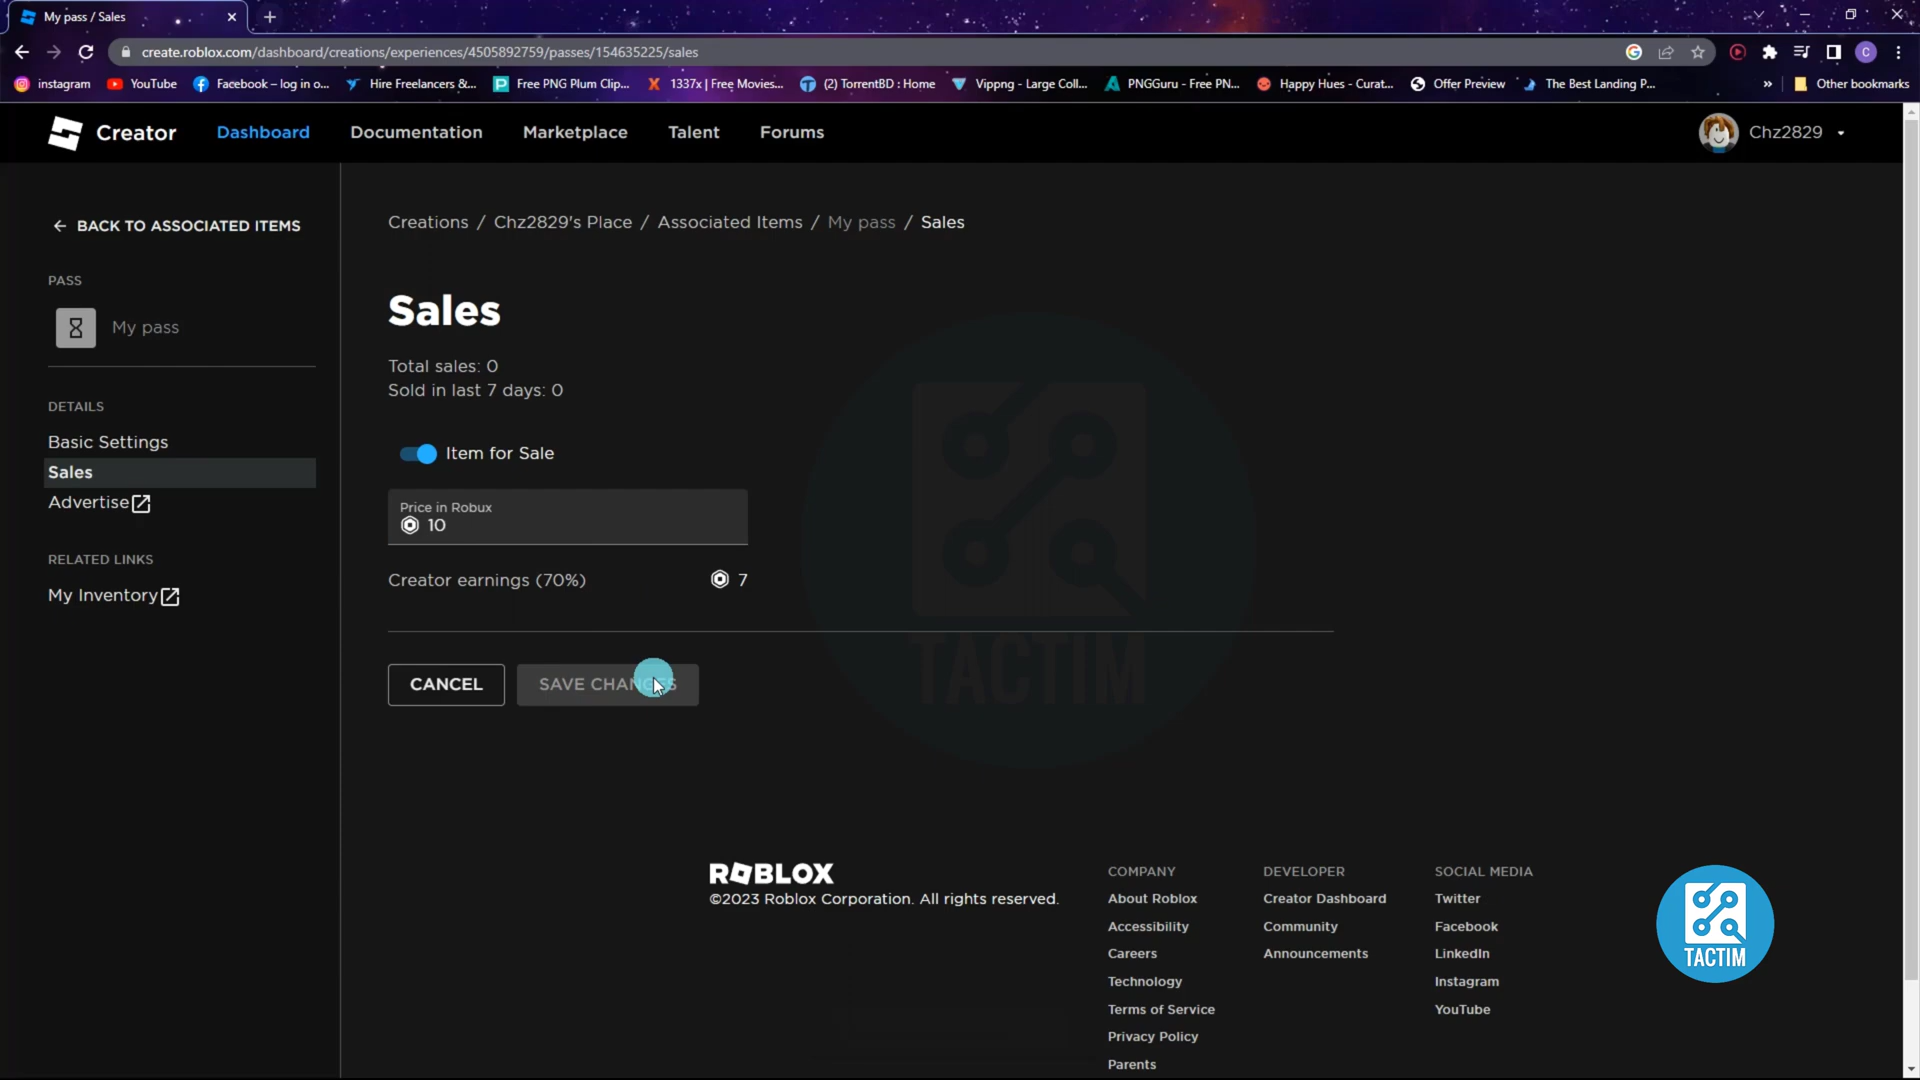 My pass / Sales
create.roblox.com/dashboard/creations/experiences/4505892759/passes/154635225/sales
C
instagram
YouTube
Facebook – log in o...
Hire Freelancers &...
Free PNG Plum Clip...
1337x | Free Movies...
(2) TorrentBD : Home
Vippng - Large Coll...
PNGGuru - Free PN...
Happy Hues - Curat...
Offer Preview
The Best Landing P...
»
Other bookmarks
Creator
Dashboard
Documentation
Marketplace
Talent
Forums
Chz2829
← BACK TO ASSOCIATED ITEMS
PASS
My pass
DETAILS
Basic Settings
Sales
Advertise
RELATED LINKS
My Inventory
Creations / Chz2829's Place / Associated Items / My pass / Sales
Sales
Total sales: 0
Sold in last 7 days: 0
Item for Sale
Price in Robux
10
Creator earnings (70%) 7
CANCEL
SAVE CHANGES
TACTIM
ROBLOX
©2023 Roblox Corporation. All rights reserved.
COMPANY
About Roblox
Accessibility
Careers
Technology
Terms of Service
Privacy Policy
Parents
DEVELOPER
Creator Dashboard
Community
Announcements
SOCIAL MEDIA
Twitter
Facebook
LinkedIn
Instagram
YouTube
TACTIM